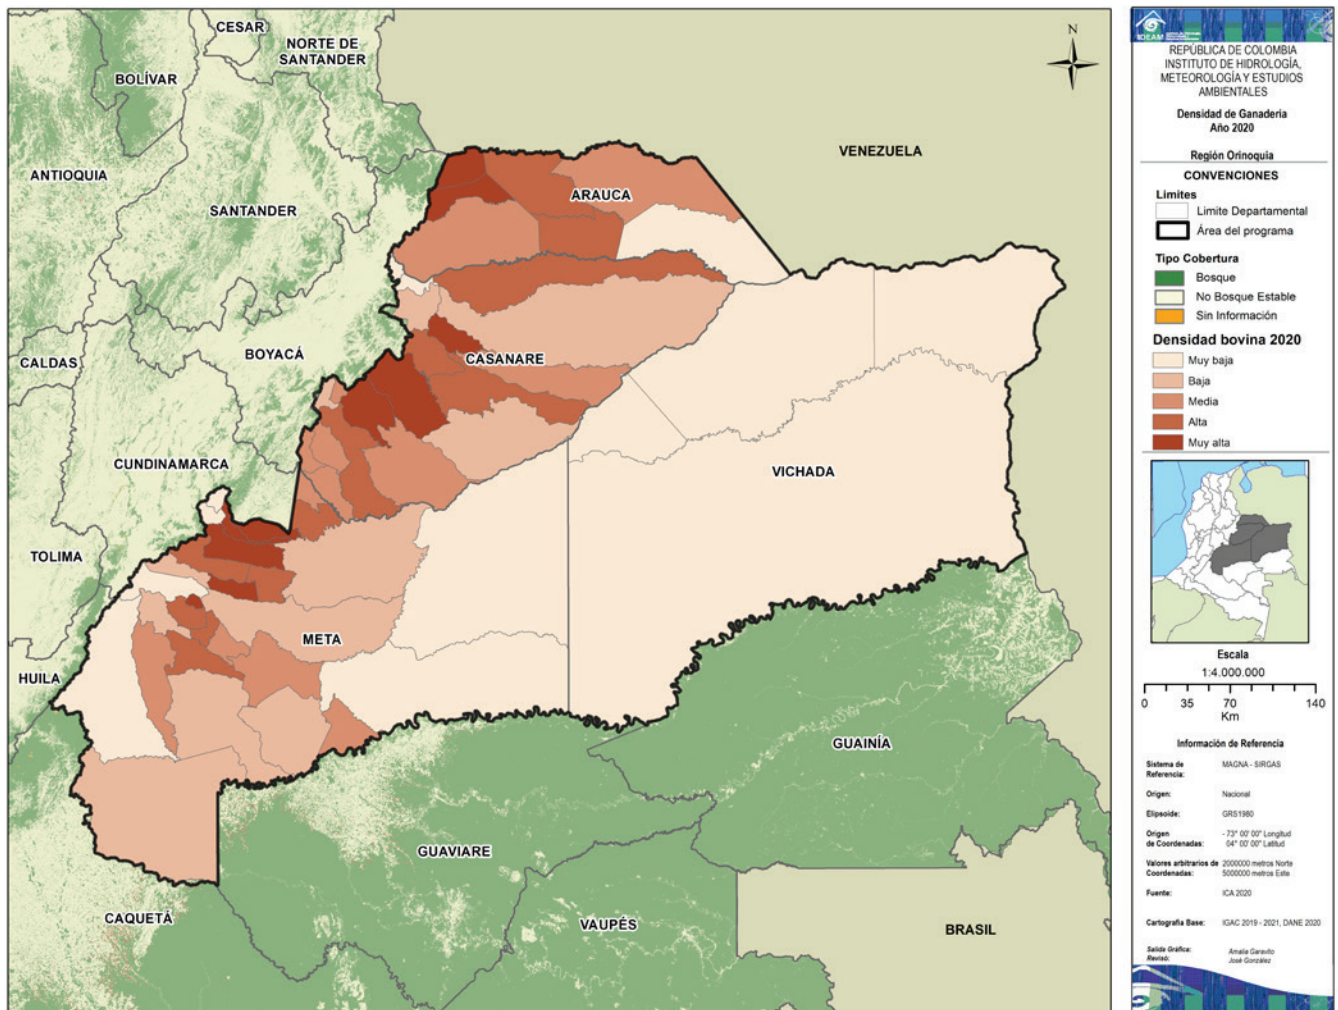 CESAR
NORTE DE
SANTANDER
BOLÍVAR
N
VENEZUELA
ANTIOQUIA
ARAUCA
SANTANDER
BOYACÁ
CALDAS
CASANARE
CUNDINAMARCA
VICHADA
TOLIMA
META
HUILA
GUAINÍA
GUAVIARE
CAQUETÁ
VAUPÉS
BRASIL
IDEAM
REPÚBLICA DE COLOMBIA
INSTITUTO DE HIDROLOGÍA,
METEOROLOGÍA Y ESTUDIOS
AMBIENTALES
Densidad de Ganaderia
Año 2020
Región Orinoquia
CONVENCIONES
Limites
Limite Departamental
Área del programa
Tipo Cobertura
Bosque
No Bosque Estable
Sin Información
Densidad bovina 2020
Muy baja
Baja
Media
Alta
Muy alta
Escala
1:4.000.000
0 35 70 140
Km
Información de Referencia
Sistema de Referencia: MAGNA - SIRGAS
Origen: Nacional
Elipsoide: GRS1980
Origen de Coordenadas: - 73° 00' 00" Longitud
04° 00' 00" Latitud
Valores arbitrarios de Coordenadas: 2000000 metros Norte
5000000 metros Este
Fuente: ICA 2020
Cartografía Base: IGAC 2019 - 2021, DANE 2020
Salida Gráfica: Amalia Garavito
Revisó: José González